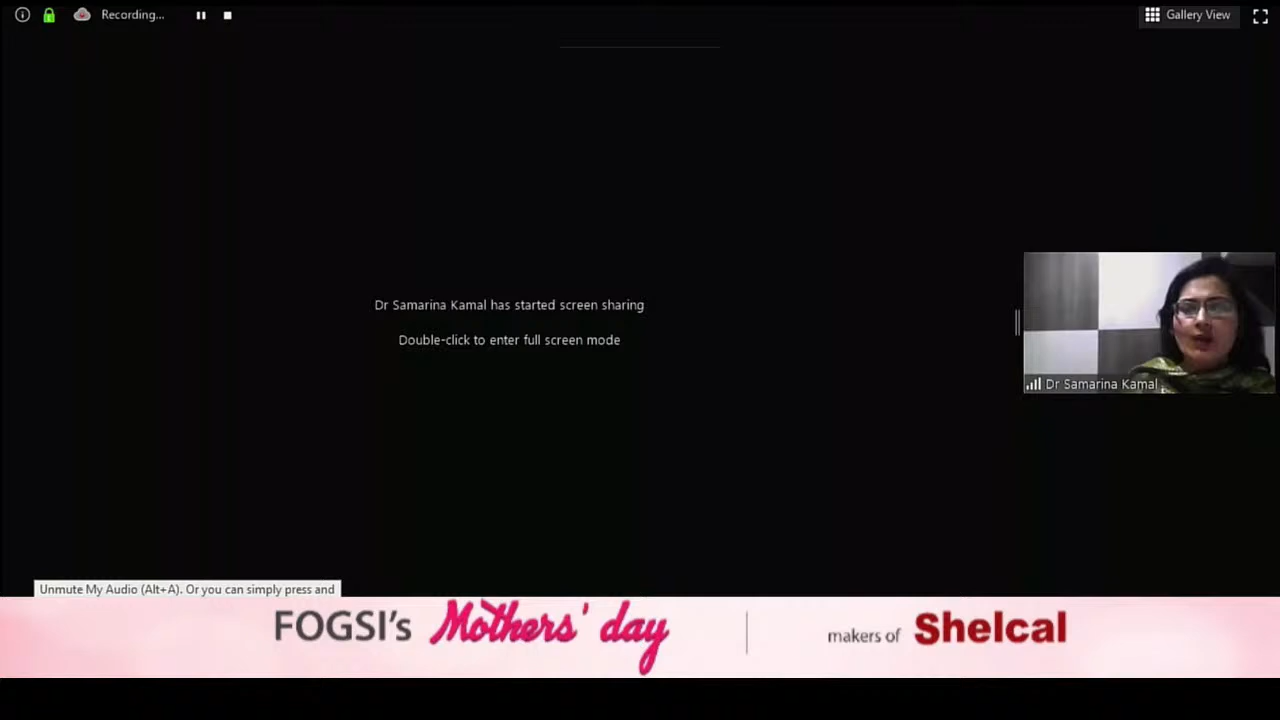 Recording...
Gallery View
Dr Samarina Kamal has started screen sharing
Double-click to enter full screen mode
Dr Samarina Kamal
Unmute My Audio (Alt+A). Or you can simply press and
FOGSI's Mothers' day
makers of Shelcal